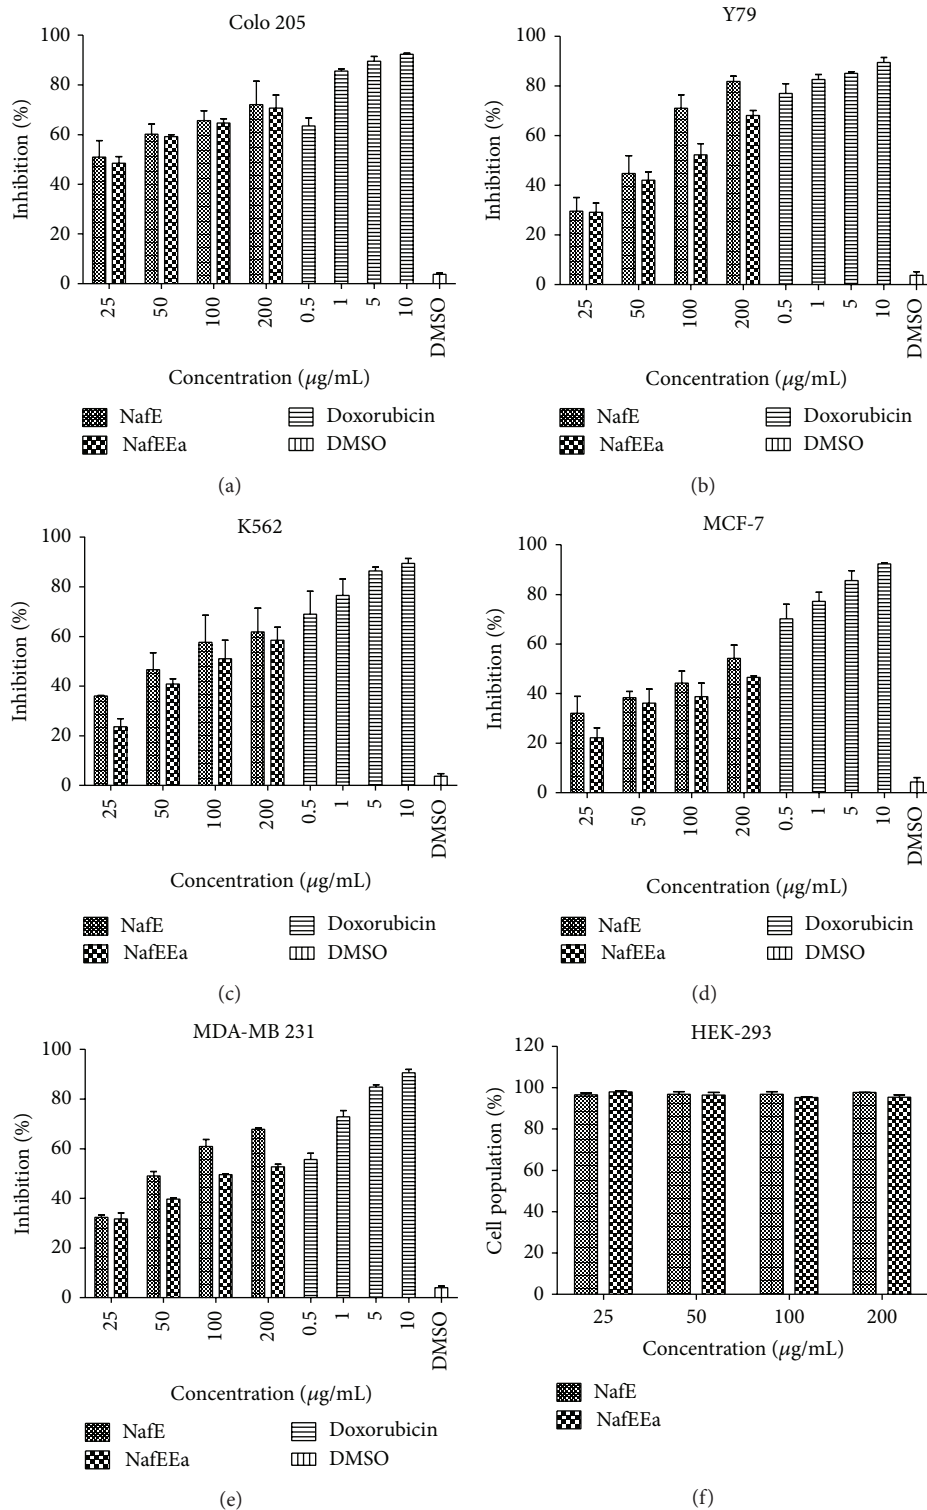 Colo 205
100
80
60
40
20
0
Inhibition (%)
25
50
100
200
0.5
1
5
10
DMSO
Concentration (μg/mL)
NafE
NafEEa
Doxorubicin
DMSO
(a)
Y79
100
80
60
40
20
0
Inhibition (%)
25
50
100
200
0.5
1
5
10
DMSO
Concentration (μg/mL)
NafE
NafEEa
Doxorubicin
DMSO
(b)
K562
100
80
60
40
20
0
Inhibition (%)
25
50
100
200
0.5
1
5
10
DMSO
Concentration (μg/mL)
NafE
NafEEa
Doxorubicin
DMSO
(c)
MCF-7
100
80
60
40
20
0
Inhibition (%)
25
50
100
200
0.5
1
5
10
DMSO
Concentration (μg/mL)
NafE
NafEEa
Doxorubicin
DMSO
(d)
MDA-MB 231
100
80
60
40
20
0
Inhibition (%)
25
50
100
200
0.5
1
5
10
DMSO
Concentration (μg/mL)
NafE
NafEEa
Doxorubicin
DMSO
(e)
HEK-293
120
100
80
60
40
20
0
Cell population (%)
25
50
100
200
Concentration (μg/mL)
NafE
NafEEa
(f)